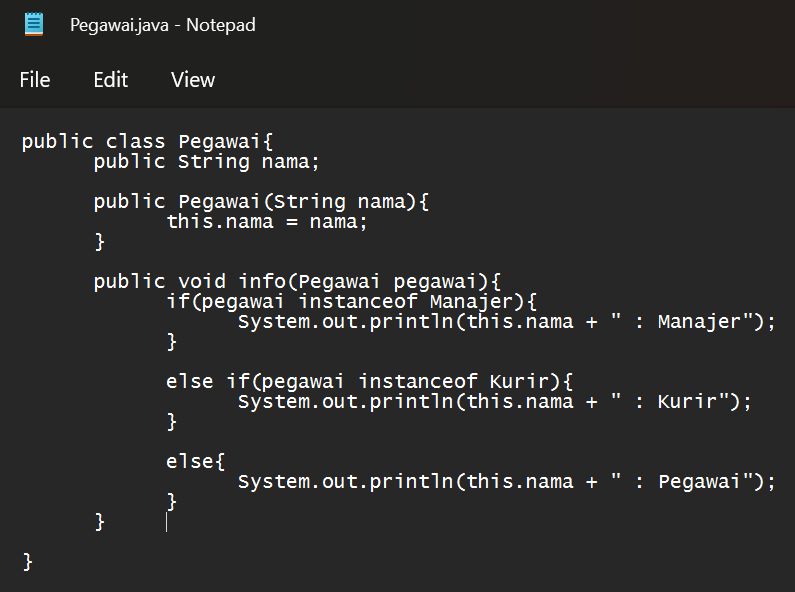 Pegawai.java - Notepad
File Edit View
public class Pegawai{
public String nama;
public Pegawai(String nama){
this.nama = nama;
}
public void info(Pegawai pegawai){
if(pegawai instanceof Manajer){
System.out.println(this.nama + " : Manajer");
}
else if(pegawai instanceof Kurir){
System.out.println(this.nama + " : Kurir");
}
else{
System.out.println(this.nama + " : Pegawai");
}
}
}